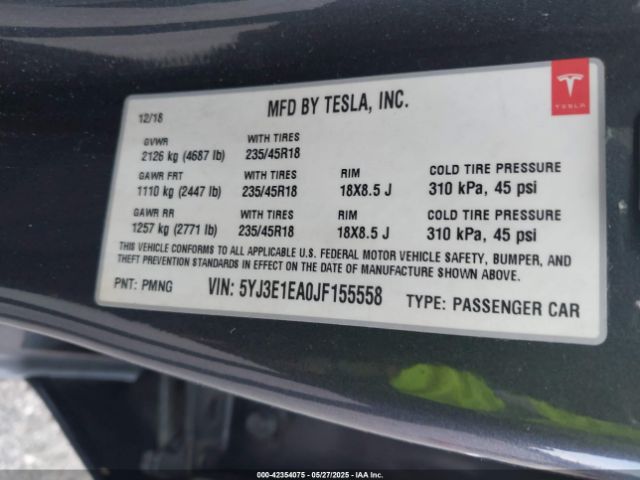 MFD BY TESLA, INC.
TESLA
12/18
GVWR WITH TIRES
2126 kg (4687 lb) 235/45R18
GAWR FRT WITH TIRES RIM COLD TIRE PRESSURE
1110 kg (2447 lb) 235/45R18 18X8.5 J 310 kPa, 45 psi
GAWR RR WITH TIRES RIM COLD TIRE PRESSURE
1257 kg (2771 lb) 235/45R18 18X8.5 J 310 kPa, 45 psi
THIS VEHICLE CONFORMS TO ALL APPLICABLE U.S. FEDERAL MOTOR VEHICLE SAFETY, BUMPER, AND
THEFT PREVENTION STANDARDS IN EFFECT ON THE DATE OF MANUFACTURE SHOWN ABOVE.
PNT: PMNG VIN: 5YJ3E1EA0JF155558 TYPE: PASSENGER CAR
000-42354075 - 05/27/2025 - IAA Inc.